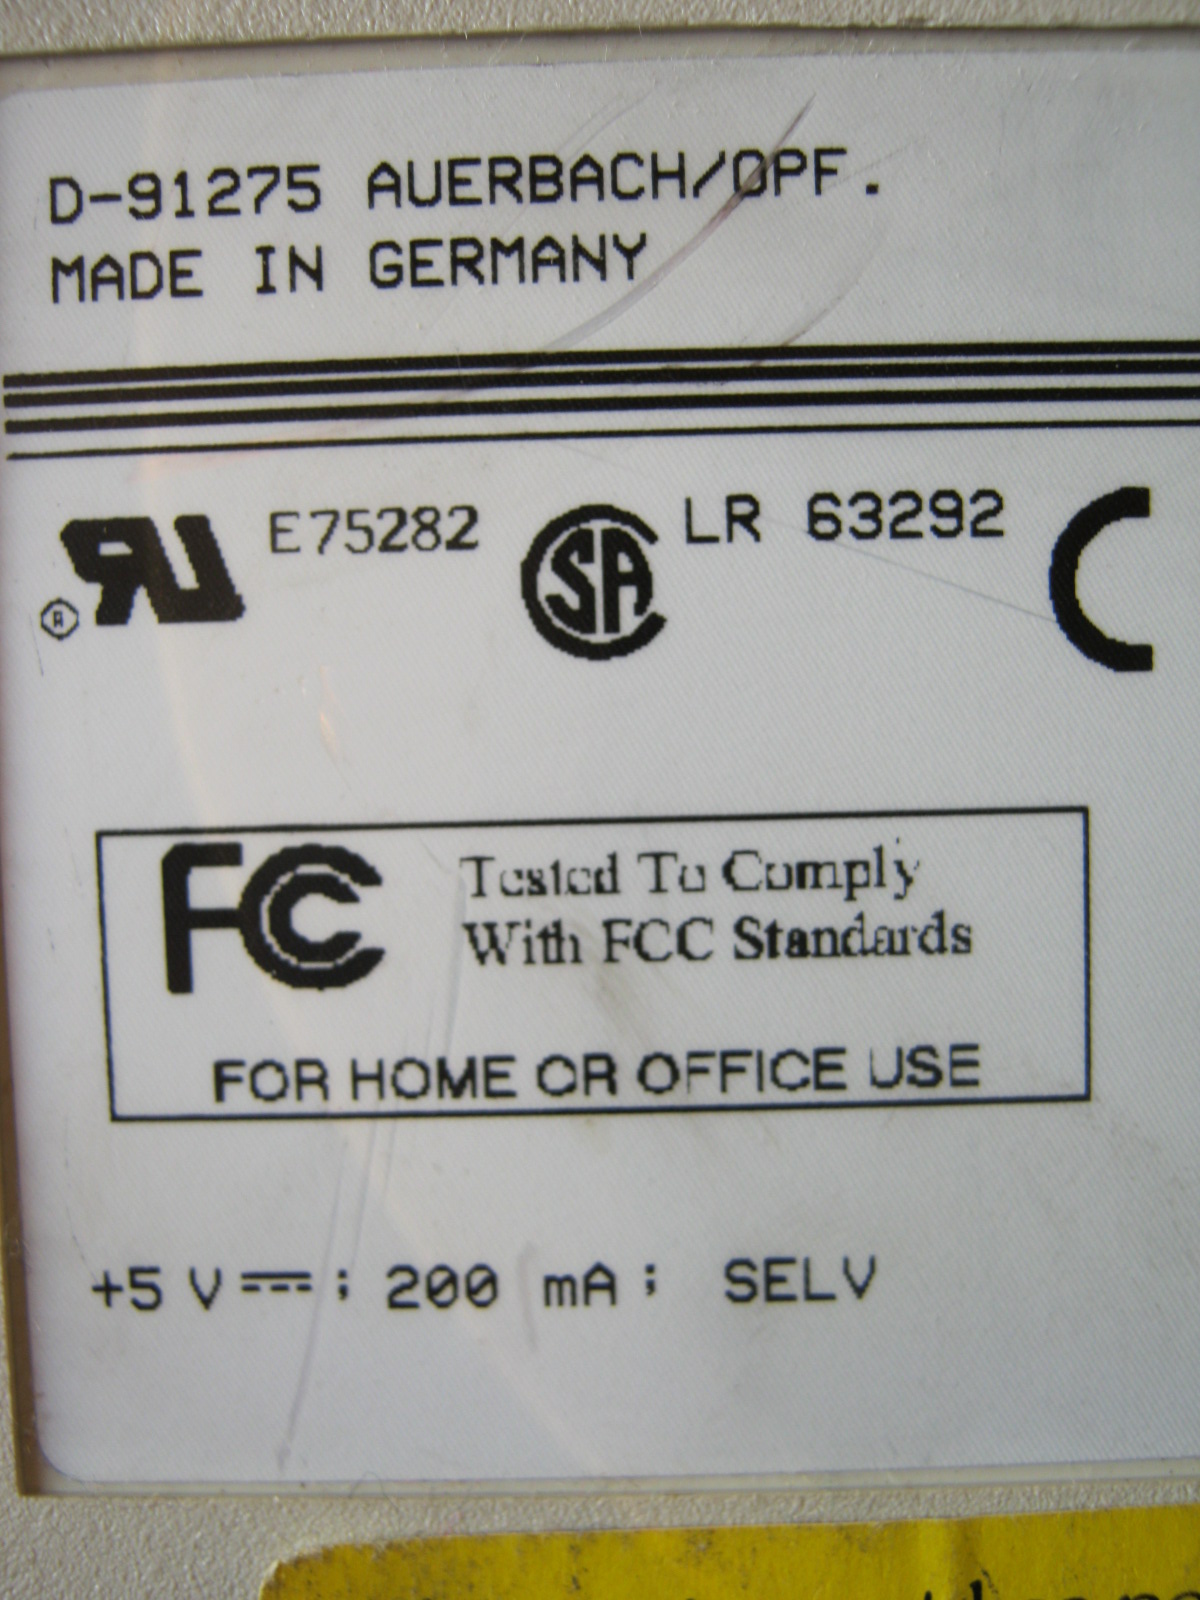 D-91275 AUERBACH/OPF.
MADE IN GERMANY
E75282 LR 63292
Tested To Comply
With FCC Standards
FOR HOME OR OFFICE USE
+5 V⎓; 200 mA; SELV